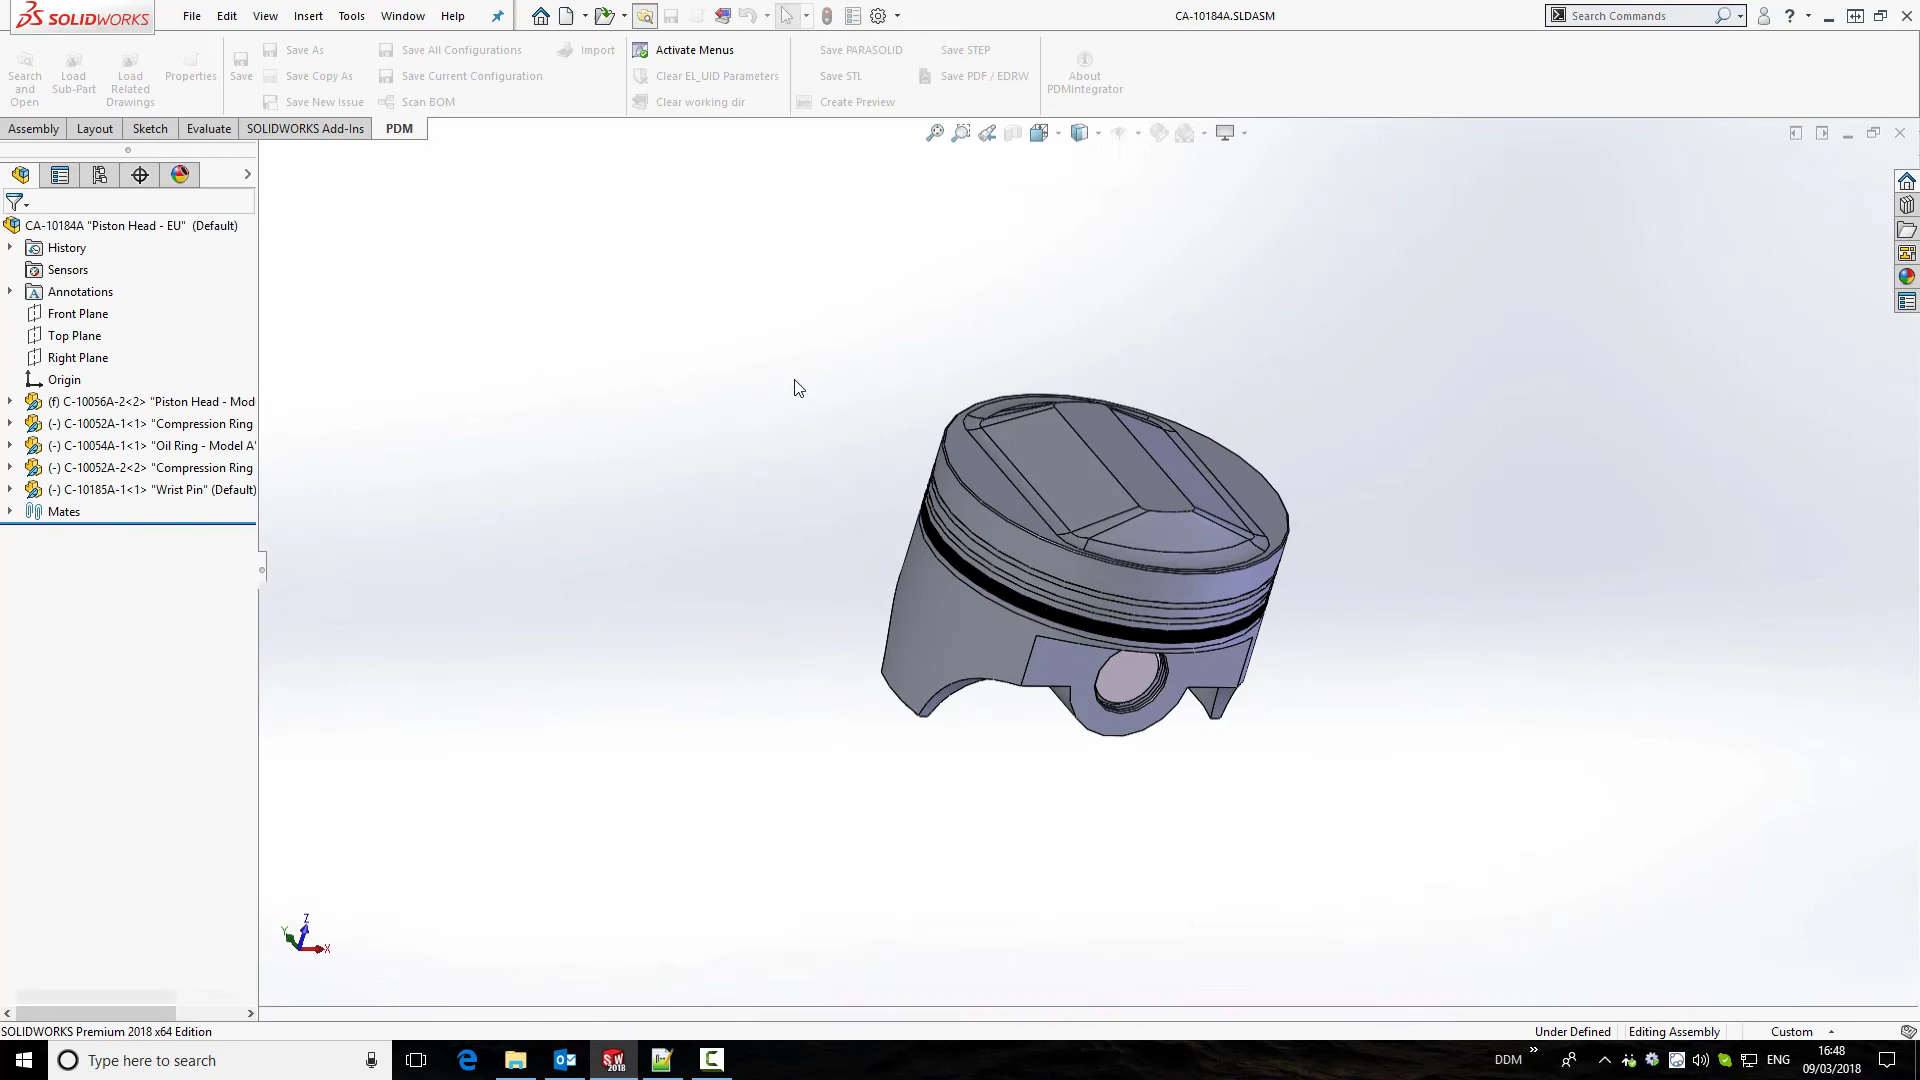 SOLIDWORKS
File Edit View Insert Tools Window Help
CA-10184A.SLDASM
Search Commands
Search and Open
Load Sub-Part
Load Related Drawings
Properties
Save
Save As
Save Copy As
Save New Issue
Save All Configurations
Save Current Configuration
Scan BOM
Import
Activate Menus
Clear EL_UID Parameters
Clear working dir
Save PARASOLID
Save STL
Create Preview
Save STEP
Save PDF / EDRW
About PDMIntegrator
Assembly Layout Sketch Evaluate SOLIDWORKS Add-Ins PDM
CA-10184A "Piston Head - EU" (Default)
History
Sensors
Annotations
Front Plane
Top Plane
Right Plane
Origin
(f) C-10056A-2<2> "Piston Head - Mod
(-) C-10052A-1<1> "Compression Ring
(-) C-10054A-1<1> "Oil Ring - Model A"
(-) C-10052A-2<2> "Compression Ring
(-) C-10185A-1<1> "Wrist Pin" (Default)
Mates
Z
Y
X
SOLIDWORKS Premium 2018 x64 Edition
Under Defined Editing Assembly Custom
Type here to search
SW 2018
DDM
ENG
16:48
09/03/2018